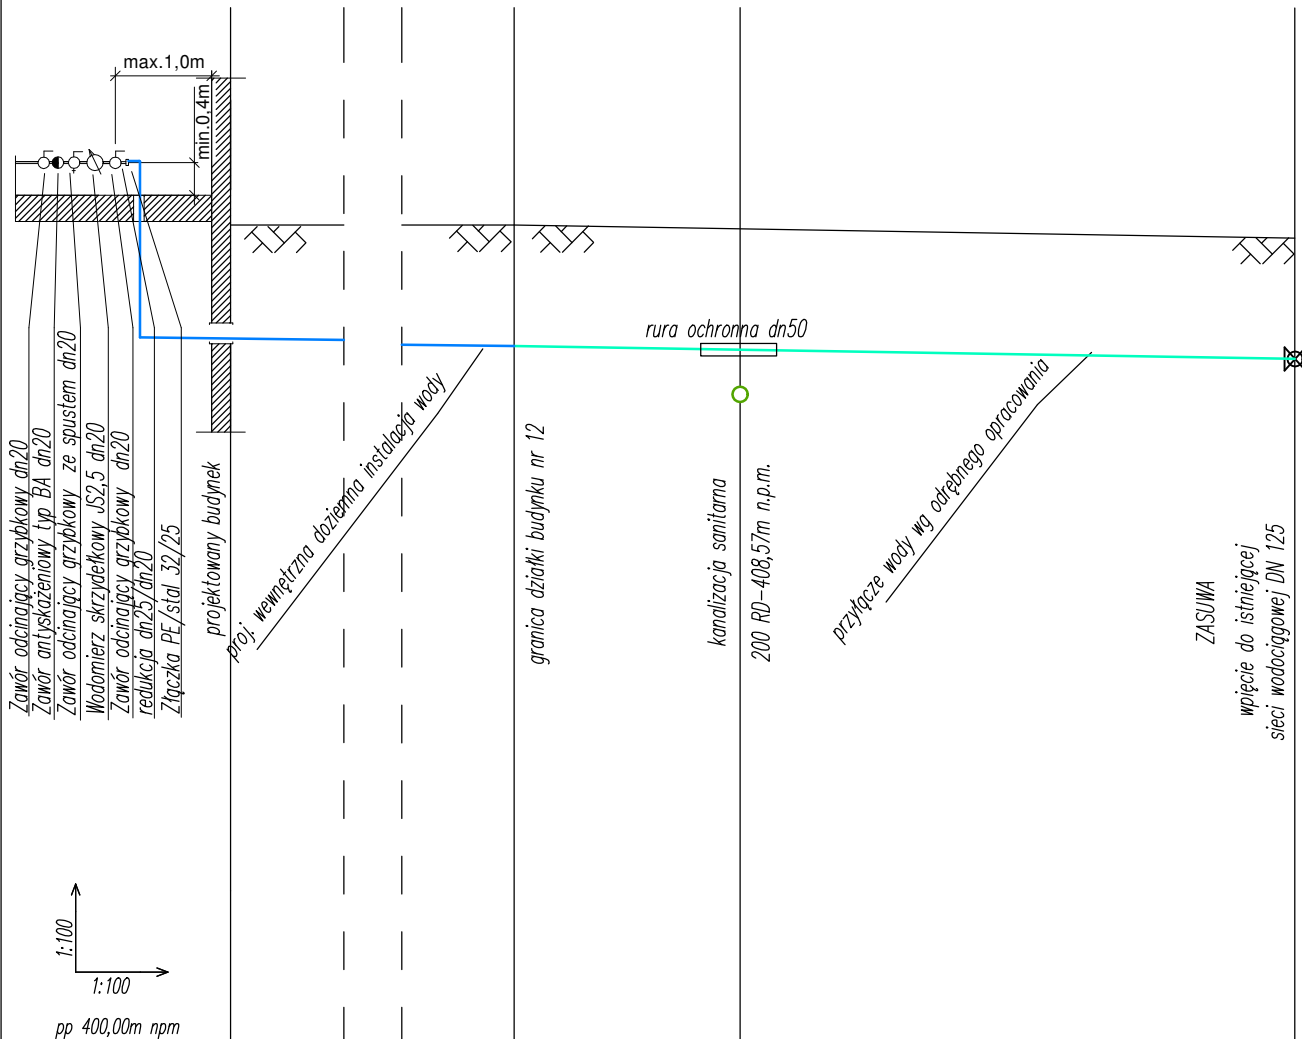 max.1,0m
min.0,4m
rura ochronna dn50
Zawór odcinający grzybkowy dn20
Zawór antyskażeniowy typ BA dn20
Zawór odcinający grzybkowy ze spustem dn20
Wodomierz skrzydełkowy JS2,5 dn20
Zawór odcinający grzybkowy dn20
redukcja dn25/dn20
Złączka PE/stal 32/25
projektowany budynek
proj. wewnętrzna doziemna instalacja wody
granica działki budynku nr 12
kanalizacja sanitarna
200 RD-408,57m n.p.m.
przyłącze wody wg odrębnego opracowania
ZASUWA
wpięcie do istniejącej
sieci wodociągowej DN 125
1:100
1:100
pp 400,00m npm